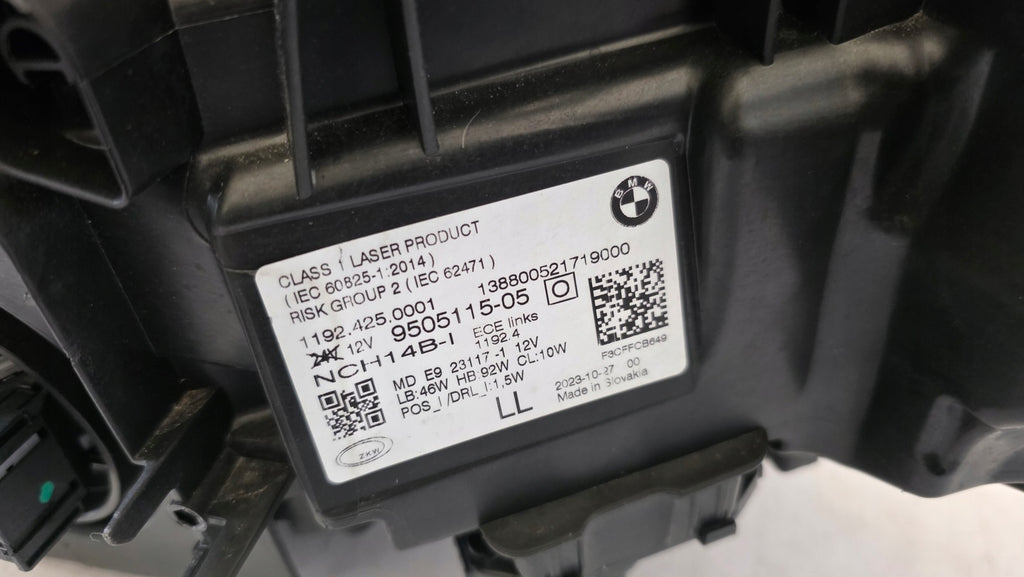 BMW
CLASS 1 LASER PRODUCT
(IEC 60825-1:2014)
RISK GROUP 2 (IEC 62471)
1192.425.0001 138800521719000
12V 9505115-05
NCH14B-I ECE links
1192.4
MD E9 23117-1 12V
LB:46W HB:92W CL:10W
POS_I/DRL_I:1,5W
LL
F3CFFCB649
2023-10-27 00
Made in Slovakia
ZKW